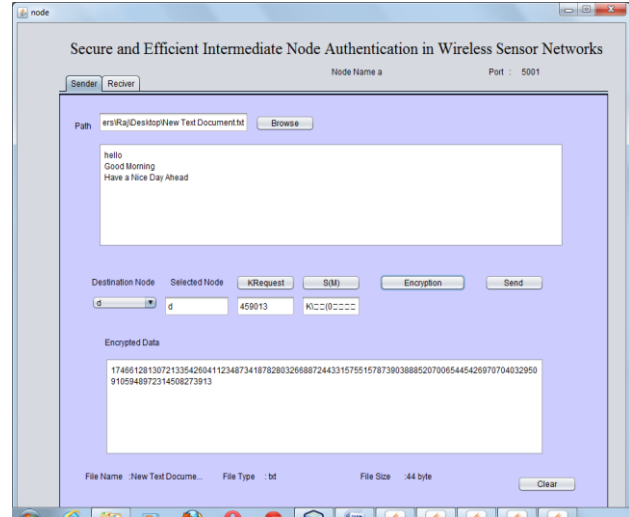 node
Secure and Efficient Intermediate Node Authentication in Wireless Sensor Networks
Node Name a Port : 5001
Sender Reciver
Path ers\Raj\Desktop\New Text Document.txt Browse
hello
Good Morning
Have a Nice Day Ahead
Destination Node Selected Node KRequest S(M) Encryption Send
d d 459013
Encrypted Data
174661281307213354260411234873418782803266887244331575515787390388852070065445426970704032950
9105948972314508273913
File Name :New Text Docume... File Type : txt File Size :44 byte
Clear